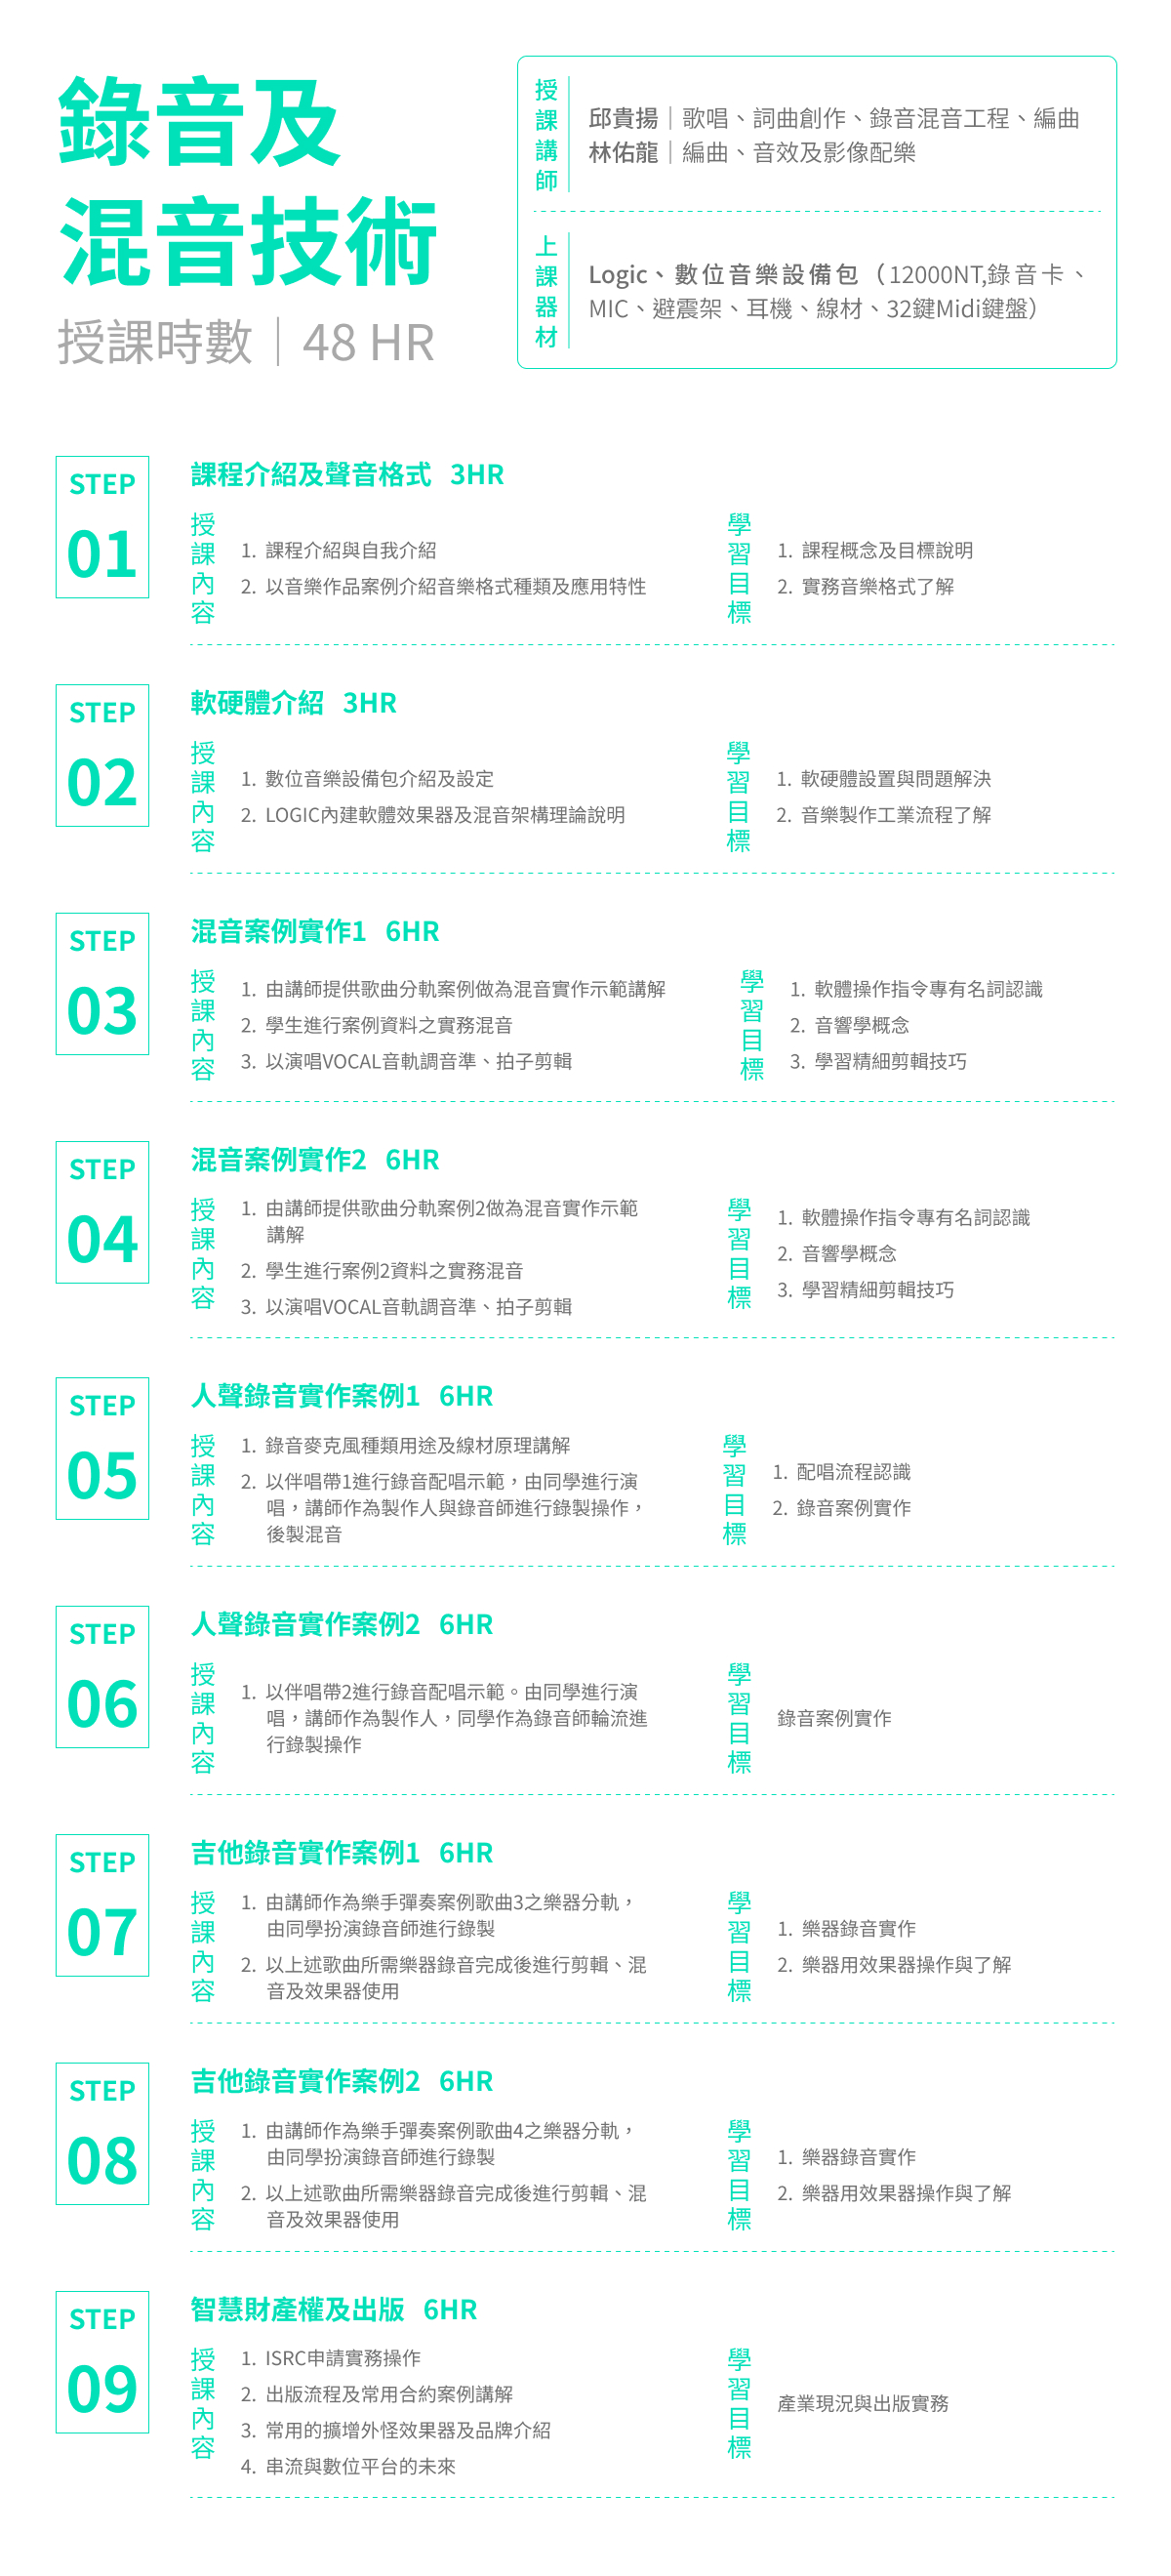 錄音及
混音技術
授課時數｜48 HR
授課講師
邱貴揚｜歌唱、詞曲創作、錄音混音工程、編曲
林佑龍｜編曲、音效及影像配樂
上課器材
Logic、數位音樂設備包（12000NT,錄音卡、
MIC、避震架、耳機、線材、32鍵Midi鍵盤）
STEP
01
課程介紹及聲音格式 3HR
授課內容
1. 課程介紹與自我介紹
2. 以音樂作品案例介紹音樂格式種類及應用特性
學習目標
1. 課程概念及目標說明
2. 實務音樂格式了解
STEP
02
軟硬體介紹 3HR
授課內容
1. 數位音樂設備包介紹及設定
2. LOGIC內建軟體效果器及混音架構理論說明
學習目標
1. 軟硬體設置與問題解決
2. 音樂製作工業流程了解
STEP
03
混音案例實作1 6HR
授課內容
1. 由講師提供歌曲分軌案例做為混音實作示範講解
2. 學生進行案例資料之實務混音
3. 以演唱VOCAL音軌調音準、拍子剪輯
學習目標
1. 軟體操作指令專有名詞認識
2. 音響學概念
3. 學習精細剪輯技巧
STEP
04
混音案例實作2 6HR
授課內容
1. 由講師提供歌曲分軌案例2做為混音實作示範
講解
2. 學生進行案例2資料之實務混音
3. 以演唱VOCAL音軌調音準、拍子剪輯
學習目標
1. 軟體操作指令專有名詞認識
2. 音響學概念
3. 學習精細剪輯技巧
STEP
05
人聲錄音實作案例1 6HR
授課內容
1. 錄音麥克風種類用途及線材原理講解
2. 以伴唱帶1進行錄音配唱示範，由同學進行演
唱，講師作為製作人與錄音師進行錄製操作，
後製混音
學習目標
1. 配唱流程認識
2. 錄音案例實作
STEP
06
人聲錄音實作案例2 6HR
授課內容
1. 以伴唱帶2進行錄音配唱示範。由同學進行演
唱，講師作為製作人，同學作為錄音師輪流進
行錄製操作
學習目標
錄音案例實作
STEP
07
吉他錄音實作案例1 6HR
授課內容
1. 由講師作為樂手彈奏案例歌曲3之樂器分軌，
由同學扮演錄音師進行錄製
2. 以上述歌曲所需樂器錄音完成後進行剪輯、混
音及效果器使用
學習目標
1. 樂器錄音實作
2. 樂器用效果器操作與了解
STEP
08
吉他錄音實作案例2 6HR
授課內容
1. 由講師作為樂手彈奏案例歌曲4之樂器分軌，
由同學扮演錄音師進行錄製
2. 以上述歌曲所需樂器錄音完成後進行剪輯、混
音及效果器使用
學習目標
1. 樂器錄音實作
2. 樂器用效果器操作與了解
STEP
09
智慧財產權及出版 6HR
授課內容
1. ISRC申請實務操作
2. 出版流程及常用合約案例講解
3. 常用的擴增外怪效果器及品牌介紹
4. 串流與數位平台的未來
學習目標
產業現況與出版實務